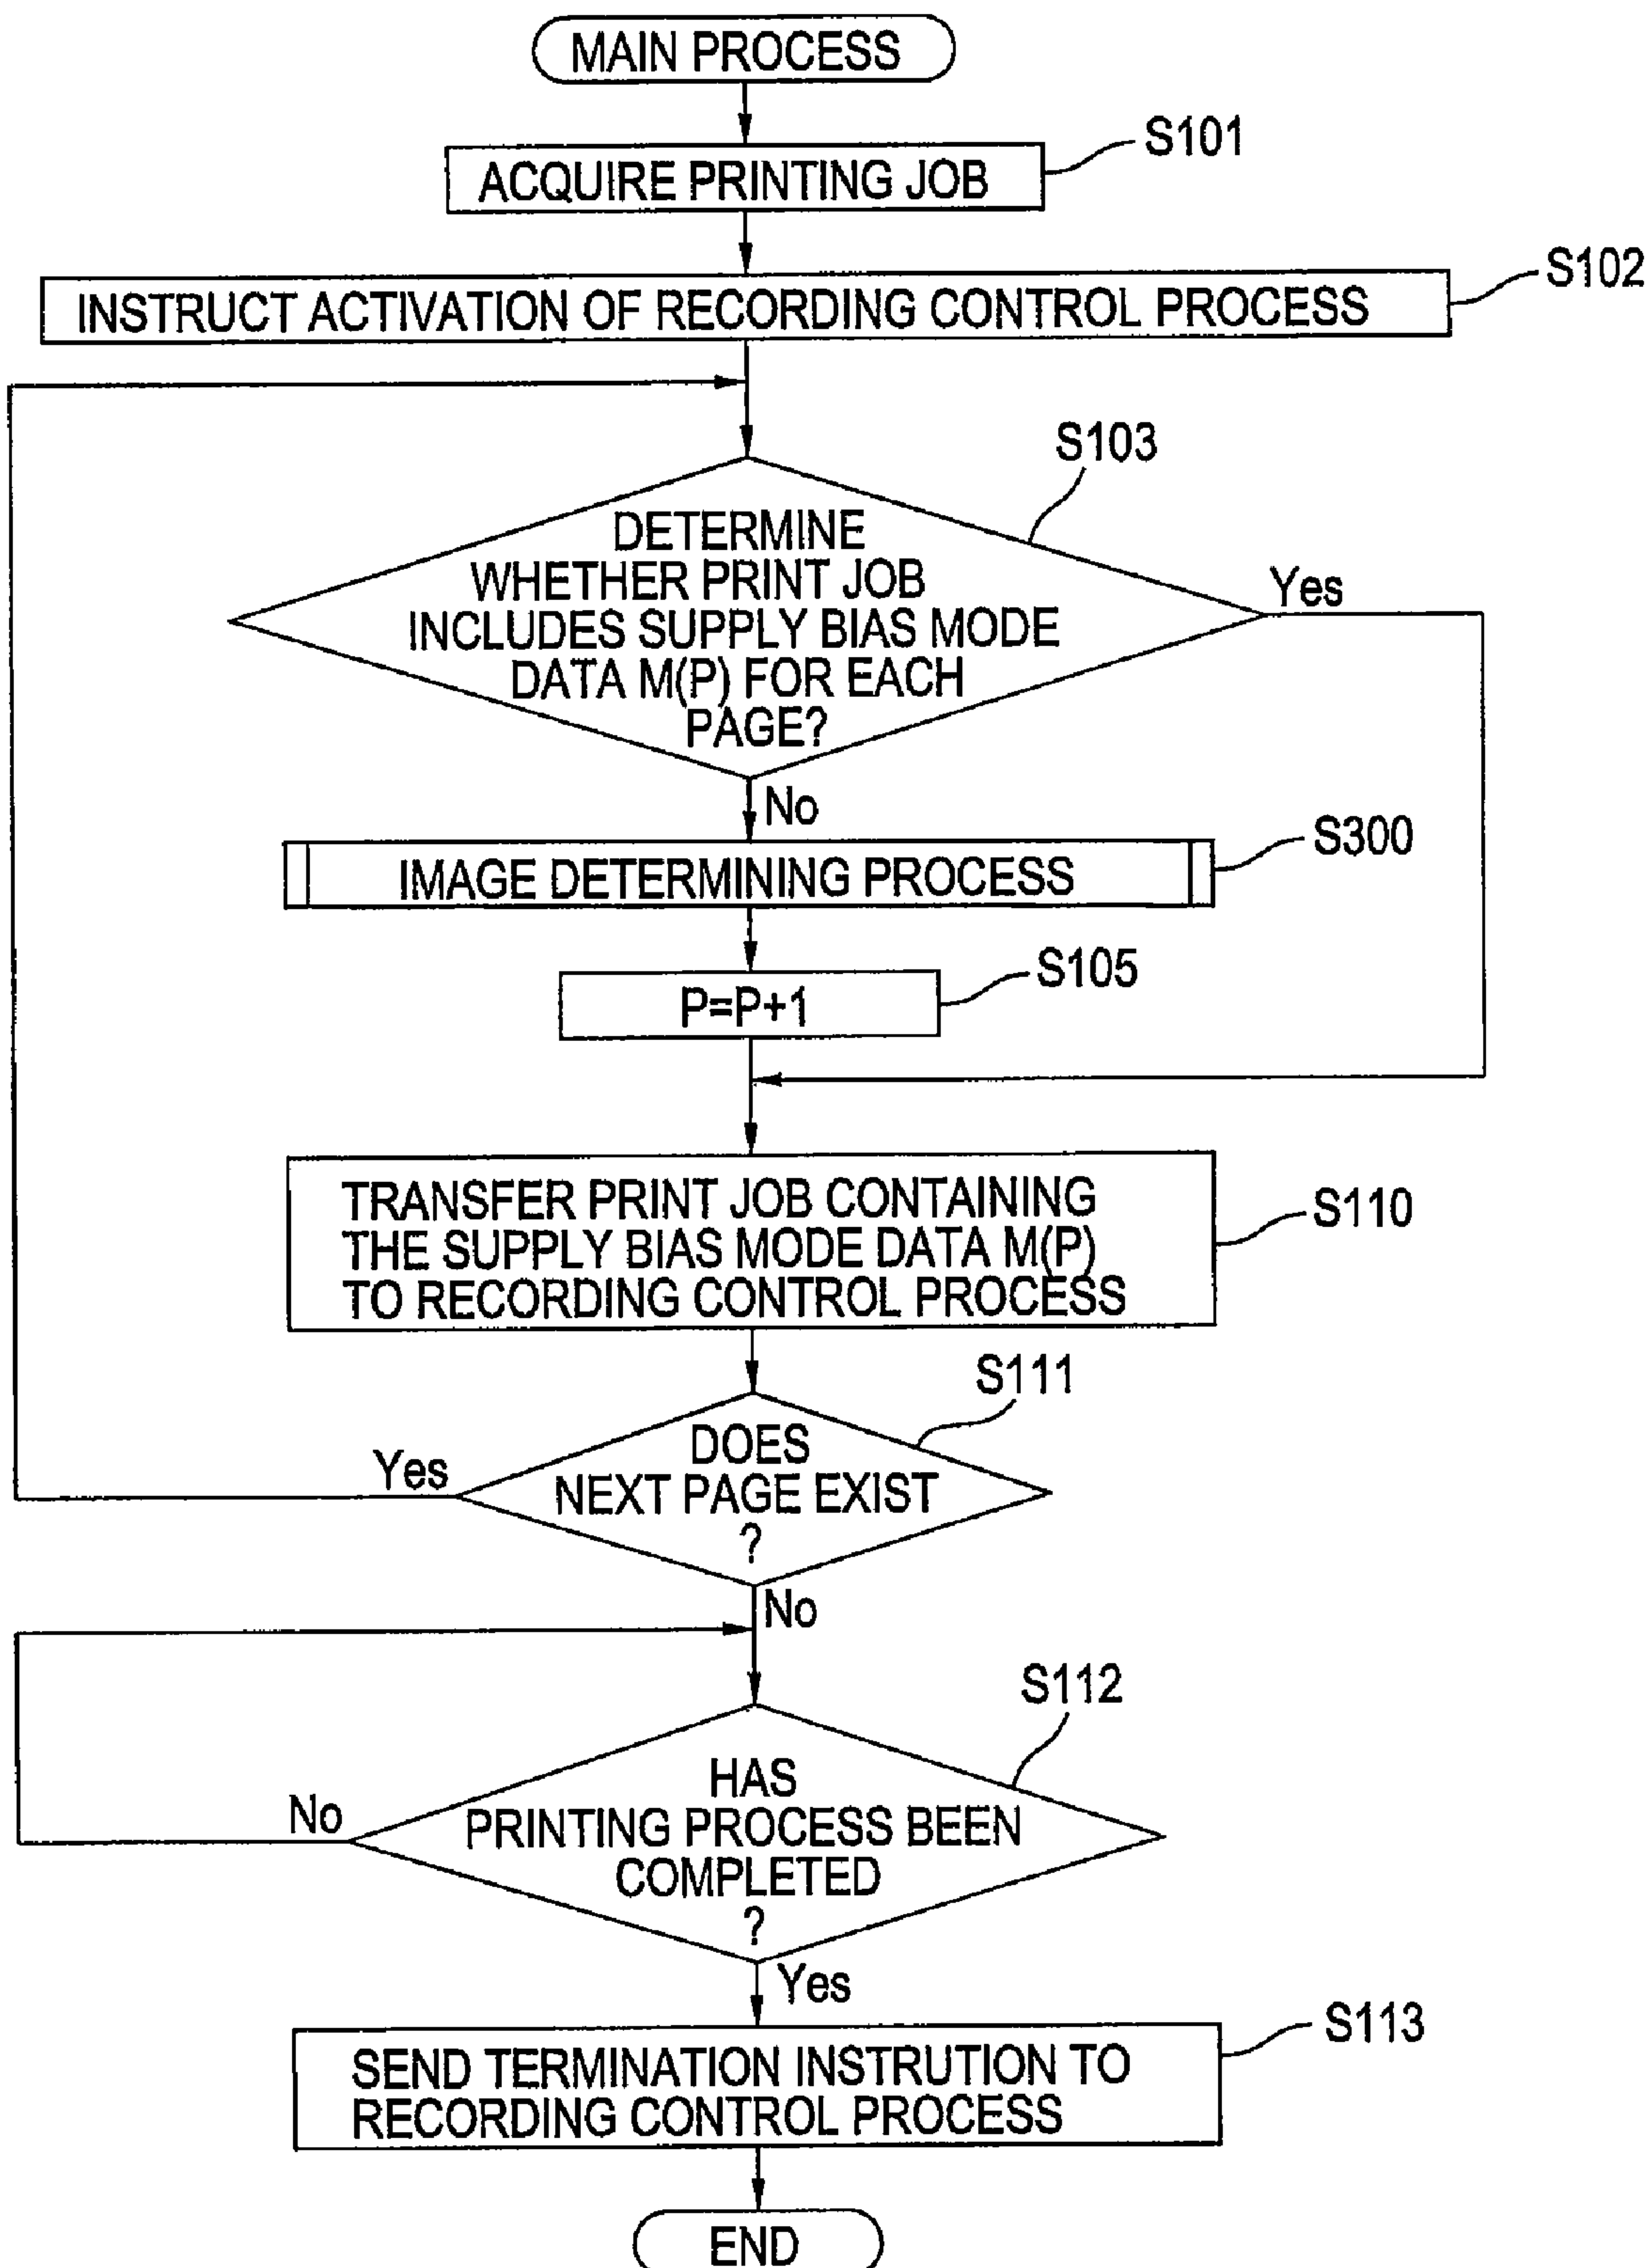 MAIN PROCESS
S101
ACQUIRE PRINTING JOB
S102
INSTRUCT ACTIVATION OF RECORDING CONTROL PROCESS
S103
DETERMINE
WHETHER PRINT JOB
INCLUDES SUPPLY BIAS MODE
DATA M(P) FOR EACH
PAGE?
Yes
No
S300
IMAGE DETERMINING PROCESS
S105
P=P+1
TRANSFER PRINT JOB CONTAINING
THE SUPPLY BIAS MODE DATA M(P)
TO RECORDING CONTROL PROCESS
S110
S111
DOES
NEXT PAGE EXIST
?
Yes
No
S112
HAS
PRINTING PROCESS BEEN
COMPLETED
?
No
Yes
S113
SEND TERMINATION INSTRUTION TO
RECORDING CONTROL PROCESS
END